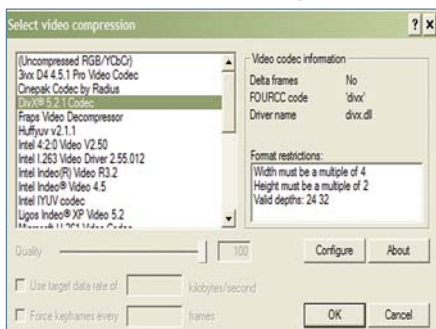 Select video compression
(Uncompressed RGB/YCbCr)
3ivx D4 4.5.1 Pro Video Codec
Cinepak Codec by Radius
DivX® 5.2.1 Codec
Fraps Video Decompressor
Huffyuv v2.1.1
Intel 4:2:0 Video V2.50
Intel I.263 Video Driver 2.55.012
Intel Indeo(R) Video R3.2
Intel Indeo® Video 4.5
Intel IYUV codec
Ligos Indeo® XP Video 5.2
Microsoft H.261 Video Codec
Video codec information
Delta frames No
FOURCC code 'divx'
Driver name divx.dll
Format restrictions:
Width must be a multiple of 4
Height must be a multiple of 2
Valid depths: 24 32
Quality 100
Configure About
Use target data rate of kilobytes/second
Force keyframes every frames
OK Cancel